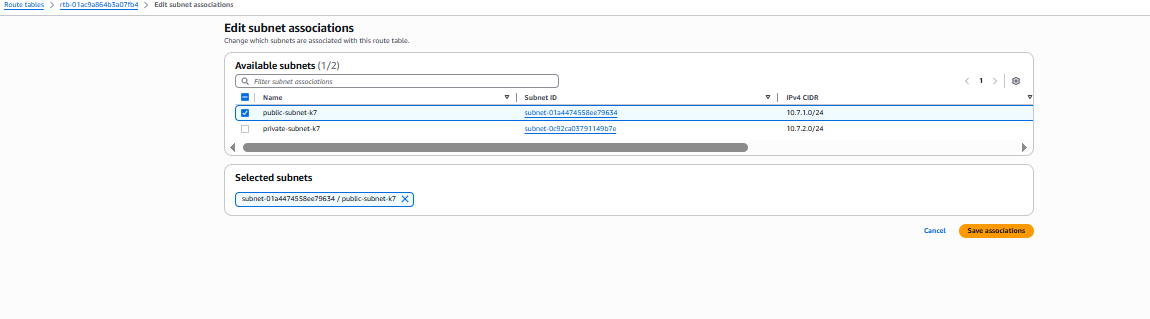 Route tables > rtb-01ac9a864b3a07fb4 > Edit subnet associations
Edit subnet associations
Change which subnets are associated with this route table.
Available subnets (1/2)
Filter subnet associations
< 1 >
Name Subnet ID IPv4 CIDR
public-subnet-k7 subnet-01a4474558ee79634 10.7.1.0/24
private-subnet-k7 subnet-0c92ca03791149b7e 10.7.2.0/24
Selected subnets
subnet-01a4474558ee79634 / public-subnet-k7
Cancel Save associations